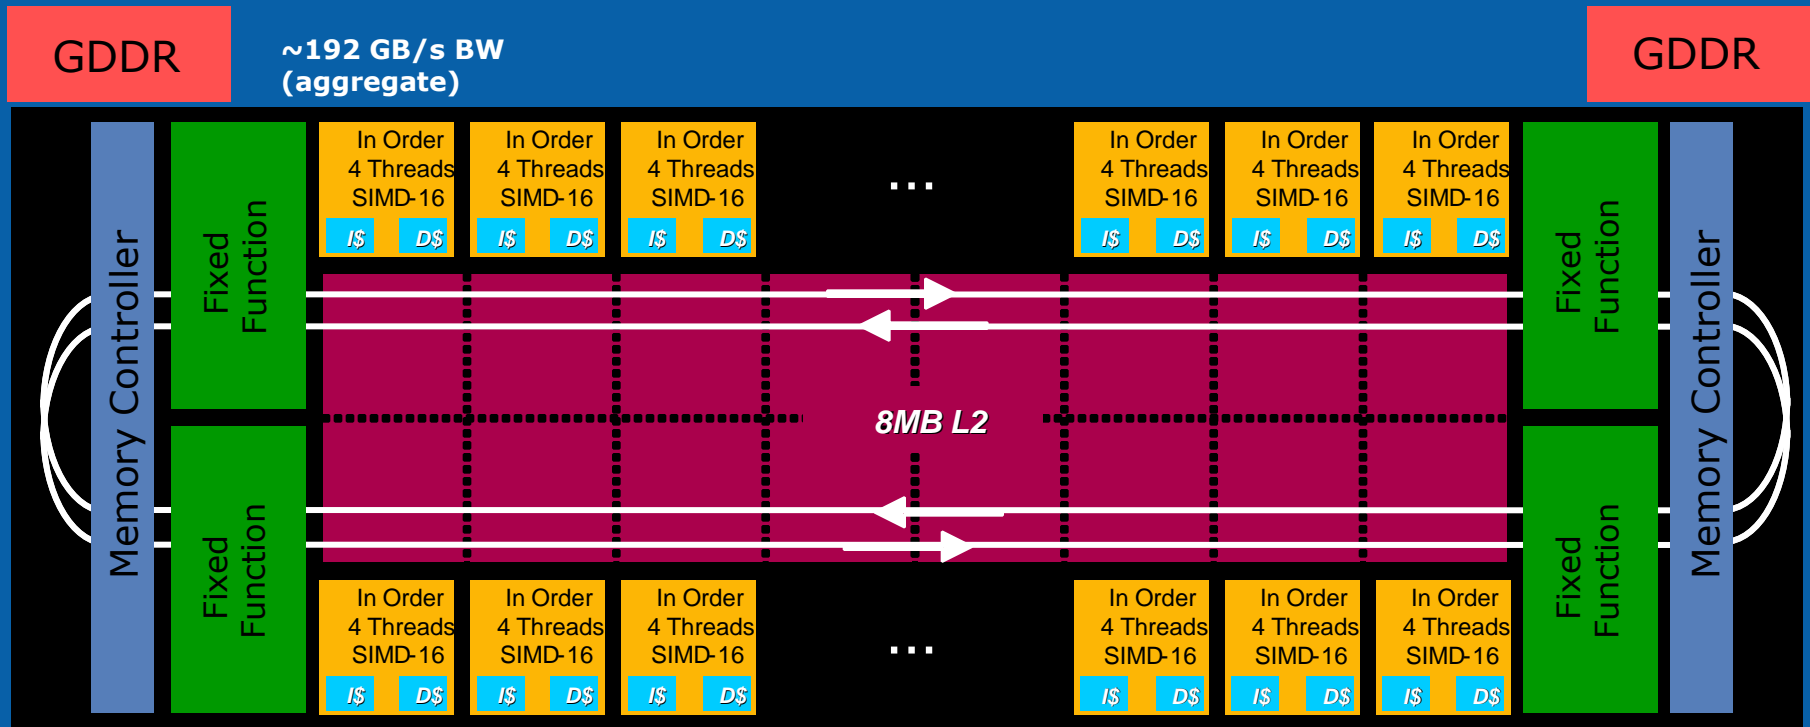 GDDR
~192 GB/s BW
(aggregate)
GDDR
Memory Controller
Fixed
Function
In Order
4 Threads
SIMD-16
I$ D$
In Order
4 Threads
SIMD-16
I$ D$
In Order
4 Threads
SIMD-16
I$ D$
...
In Order
4 Threads
SIMD-16
I$ D$
In Order
4 Threads
SIMD-16
I$ D$
In Order
4 Threads
SIMD-16
I$ D$
Fixed
Function
Memory Controller
8MB L2
Fixed
Function
In Order
4 Threads
SIMD-16
I$ D$
In Order
4 Threads
SIMD-16
I$ D$
In Order
4 Threads
SIMD-16
I$ D$
...
In Order
4 Threads
SIMD-16
I$ D$
In Order
4 Threads
SIMD-16
I$ D$
In Order
4 Threads
SIMD-16
I$ D$
Fixed
Function